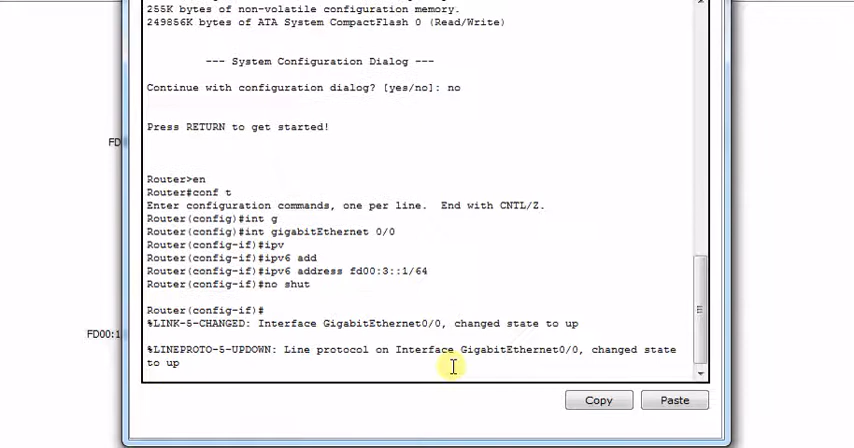 255K bytes of non-volatile configuration memory.
249856K bytes of ATA System CompactFlash 0 (Read/Write)
--- System Configuration Dialog ---
Continue with configuration dialog? [yes/no]: no
Press RETURN to get started!
FD
Router>en
Router#conf t
Enter configuration commands, one per line.  End with CNTL/Z.
Router(config)#int g
Router(config)#int gigabitEthernet 0/0
Router(config-if)#ipv
Router(config-if)#ipv6 add
Router(config-if)#ipv6 address fd00:3::1/64
Router(config-if)#no shut
Router(config-if)#
%LINK-5-CHANGED: Interface GigabitEthernet0/0, changed state to up
FD00:1
%LINEPROTO-5-UPDOWN: Line protocol on Interface GigabitEthernet0/0, changed state
to up
Copy
Paste